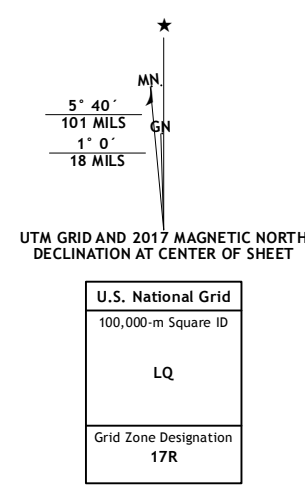 MN.
5° 40´
101 MILS
GN
1° 0´
18 MILS
UTM GRID AND 2017 MAGNETIC NORTH
DECLINATION AT CENTER OF SHEET
U.S. National Grid
100,000-m Square ID
LQ
Grid Zone Designation
17R